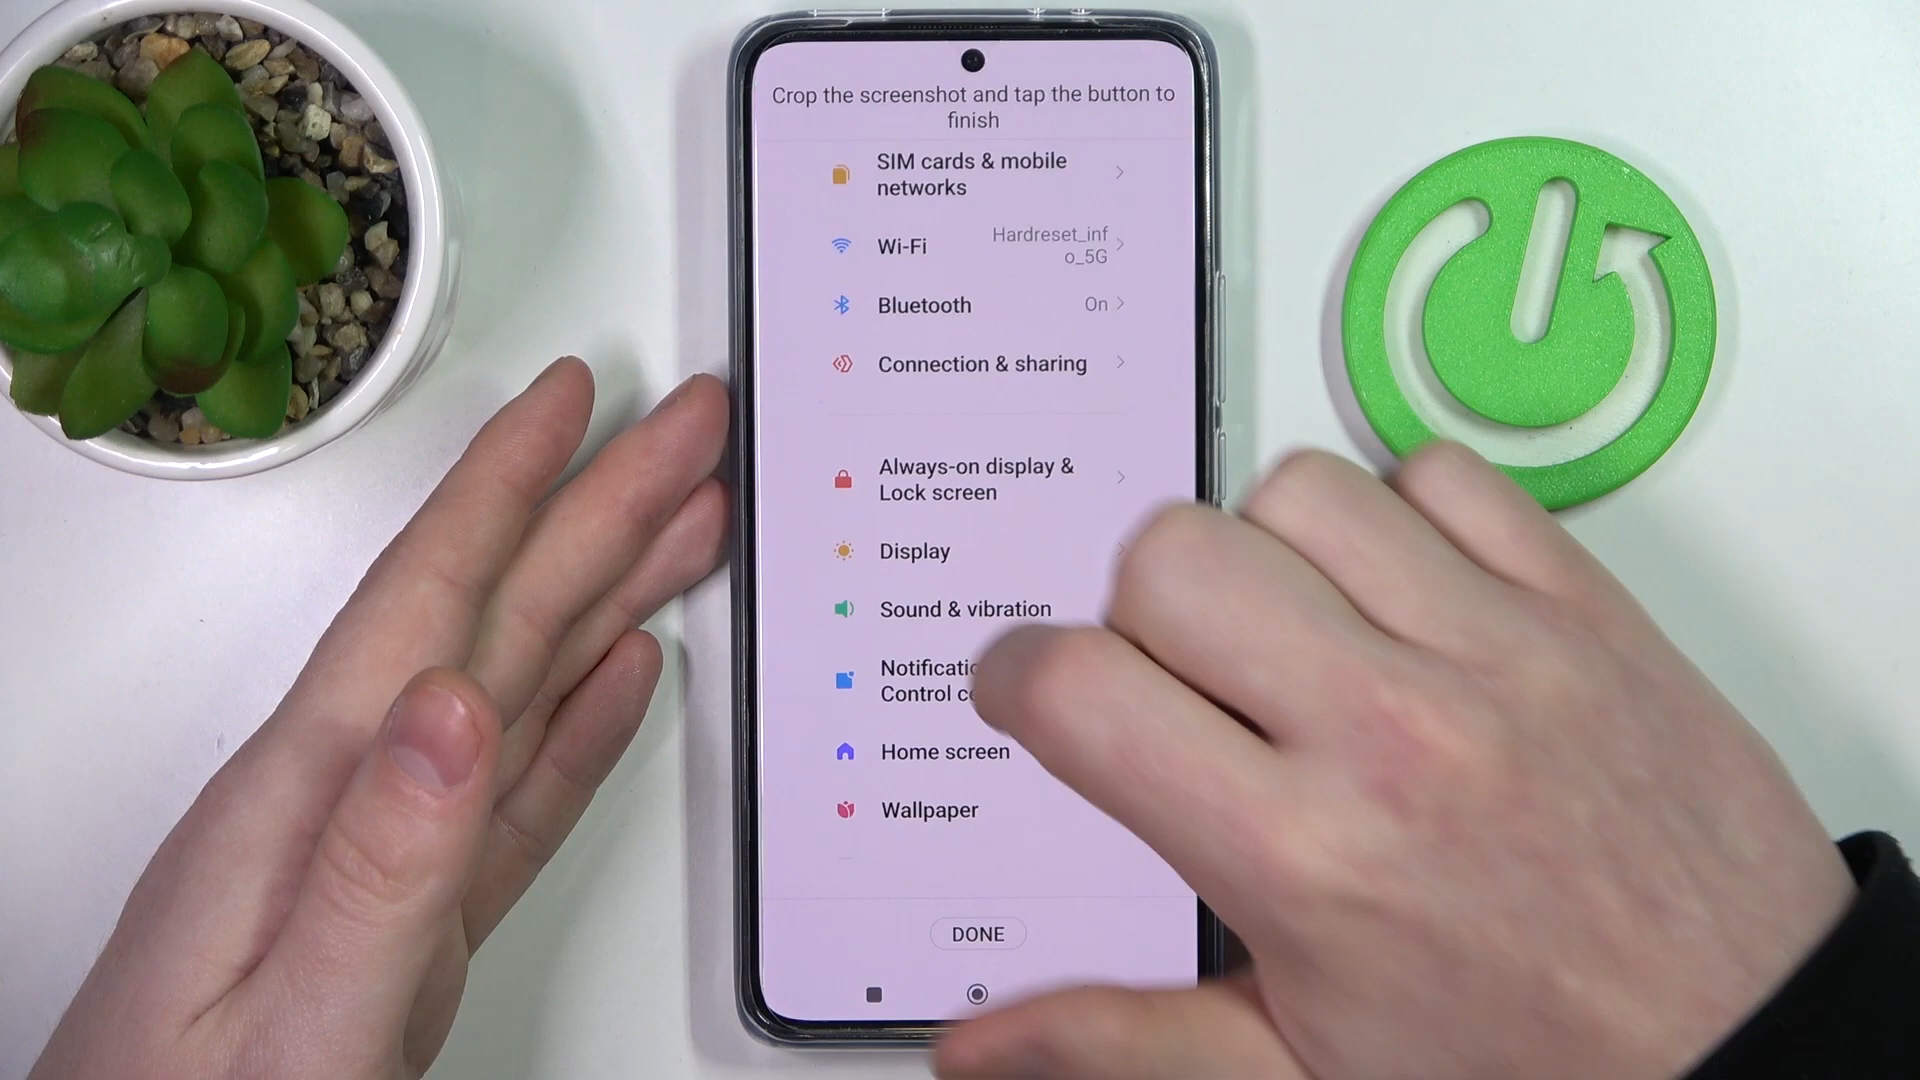 Crop the screenshot and tap the button to
finish
SIM cards & mobile
networks
Wi-Fi
Hardreset_inf
o_5G
Bluetooth
On
Connection & sharing
Always-on display &
Lock screen
Display
Sound & vibration
Control
Home screen
Wallpaper
DONE